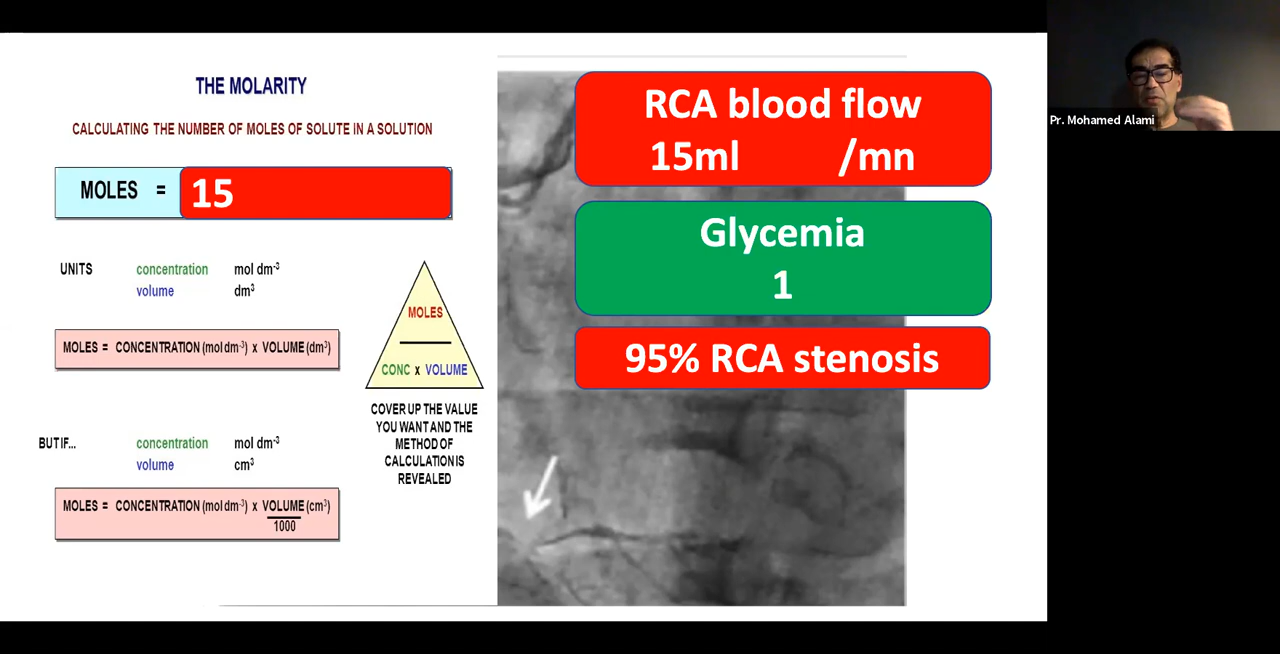 THE MOLARITY
CALCULATING THE NUMBER OF MOLES OF SOLUTE IN A SOLUTION
MOLES = 15
UNITS concentration mol dm⁻³
volume dm³
MOLES = CONCENTRATION (mol dm⁻³) x VOLUME (dm³)
BUT IF... concentration mol dm⁻³
volume cm³
MOLES = CONCENTRATION (mol dm⁻³) x VOLUME (cm³)
1000
MOLES
CONC x VOLUME
COVER UP THE VALUE
YOU WANT AND THE
METHOD OF
CALCULATION IS
REVEALED
RCA blood flow
15ml /mn
Glycemia
1
95% RCA stenosis
Pr. Mohamed Alami